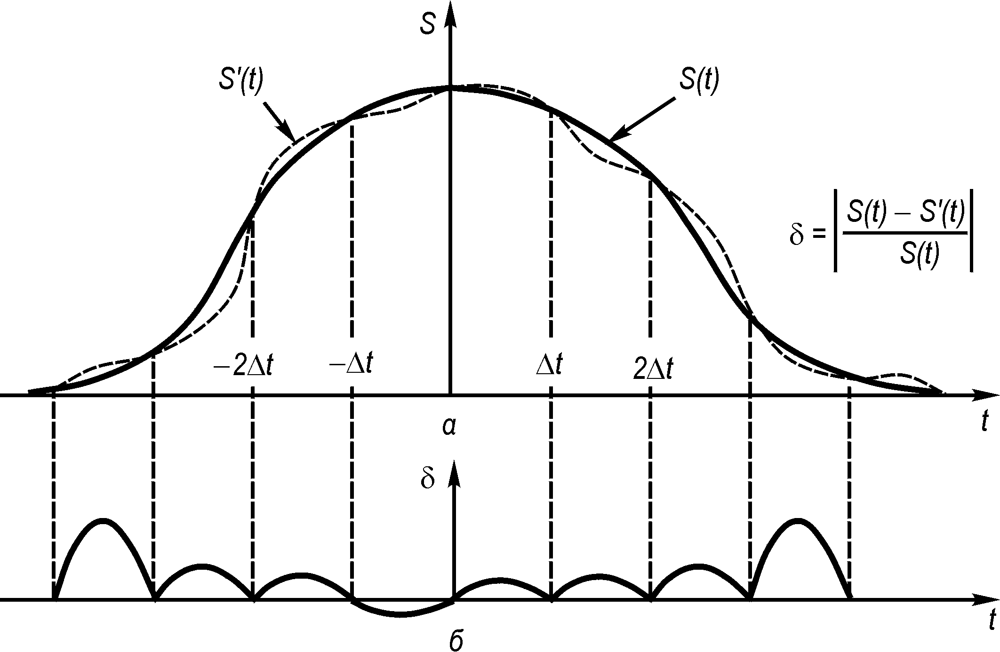 S
S'(t)
S(t)
δ = |(S(t) – S'(t))/S(t)|
–2Δt
–Δt
Δt
2Δt
t
а
δ
t
б